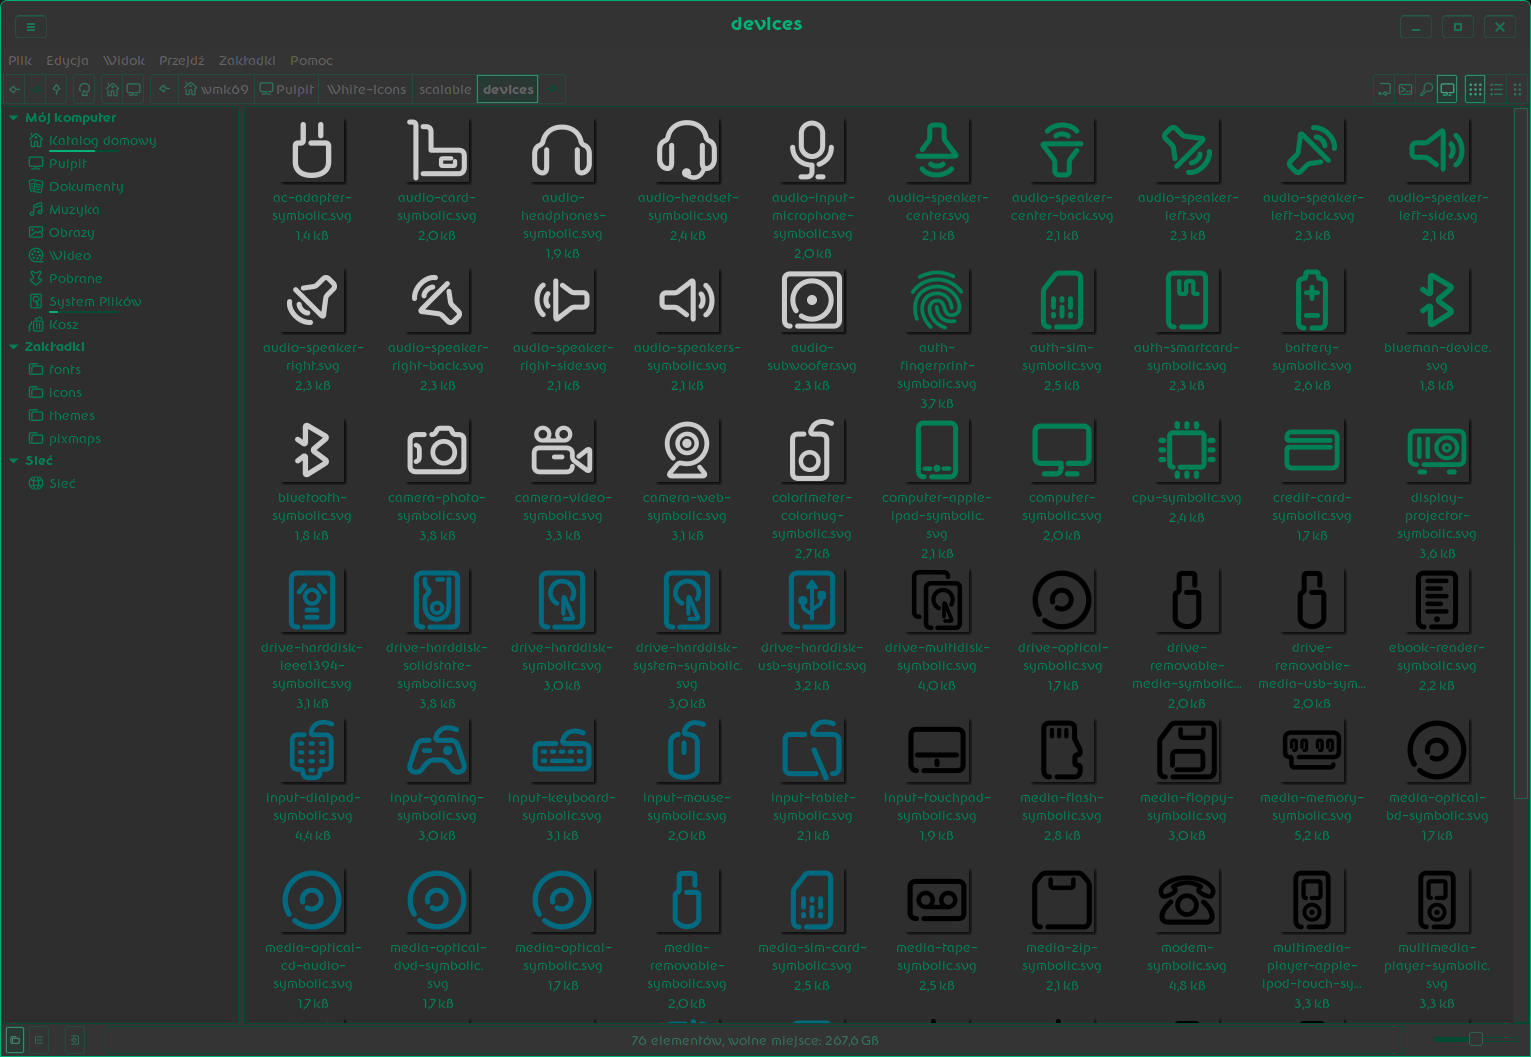 devices
Plik Edycja Widok Przejdź Zakładki Pomoc
wmk69 Pulpit White-Icons scalable devices
Mój komputer
Katalog domowy
Pulpit
Dokumenty
Muzyka
Obrazy
Wideo
Pobrane
System Plików
Kosz
Zakładki
fonts
icons
themes
pixmaps
Sieć
Sieć
ac-adapter-
symbolic.svg
1,4 kB
audio-card-
symbolic.svg
2,0 kB
audio-
headphones-
symbolic.svg
1,9 kB
audio-headset-
symbolic.svg
2,4 kB
audio-input-
microphone-
symbolic.svg
2,0 kB
audio-speaker-
center.svg
2,1 kB
audio-speaker-
center-back.svg
2,1 kB
audio-speaker-
left.svg
2,3 kB
audio-speaker-
left-back.svg
2,3 kB
audio-speaker-
left-side.svg
2,1 kB
audio-speaker-
right.svg
2,3 kB
audio-speaker-
right-back.svg
2,3 kB
audio-speaker-
right-side.svg
2,1 kB
audio-speakers-
symbolic.svg
2,1 kB
audio-
subwoofer.svg
2,3 kB
auth-
fingerprint-
symbolic.svg
3,7 kB
auth-sim-
symbolic.svg
2,5 kB
auth-smartcard-
symbolic.svg
2,3 kB
battery-
symbolic.svg
2,6 kB
blueman-device.
svg
1,8 kB
bluetooth-
symbolic.svg
1,8 kB
camera-photo-
symbolic.svg
3,8 kB
camera-video-
symbolic.svg
3,3 kB
camera-web-
symbolic.svg
3,1 kB
colorimeter-
colorhug-
symbolic.svg
2,7 kB
computer-apple-
ipad-symbolic.
svg
2,1 kB
computer-
symbolic.svg
2,0 kB
cpu-symbolic.svg
2,4 kB
credit-card-
symbolic.svg
1,7 kB
display-
projector-
symbolic.svg
3,6 kB
drive-harddisk-
ieee1394-
symbolic.svg
3,1 kB
drive-harddisk-
solidstate-
symbolic.svg
3,8 kB
drive-harddisk-
symbolic.svg
3,0 kB
drive-harddisk-
system-symbolic.
svg
3,0 kB
drive-harddisk-
usb-symbolic.svg
3,2 kB
drive-multidisk-
symbolic.svg
4,0 kB
drive-optical-
symbolic.svg
1,7 kB
drive-
removable-
media-symbolic...
2,0 kB
drive-
removable-
media-usb-sym...
2,0 kB
ebook-reader-
symbolic.svg
2,2 kB
input-dialpad-
symbolic.svg
4,4 kB
input-gaming-
symbolic.svg
3,0 kB
input-keyboard-
symbolic.svg
3,1 kB
input-mouse-
symbolic.svg
2,0 kB
input-tablet-
symbolic.svg
2,1 kB
input-touchpad-
symbolic.svg
1,9 kB
media-flash-
symbolic.svg
2,8 kB
media-floppy-
symbolic.svg
3,0 kB
media-memory-
symbolic.svg
5,2 kB
media-optical-
bd-symbolic.svg
1,7 kB
media-optical-
cd-audio-
symbolic.svg
1,7 kB
media-optical-
dvd-symbolic.
svg
1,7 kB
media-optical-
symbolic.svg
1,7 kB
media-
removable-
symbolic.svg
2,0 kB
media-sim-card-
symbolic.svg
2,5 kB
media-tape-
symbolic.svg
2,5 kB
media-zip-
symbolic.svg
2,1 kB
modem-
symbolic.svg
4,8 kB
multimedia-
player-apple-
ipod-touch-sy...
3,3 kB
multimedia-
player-symbolic.
svg
3,3 kB
76 elementów, wolne miejsce: 267,6 GB